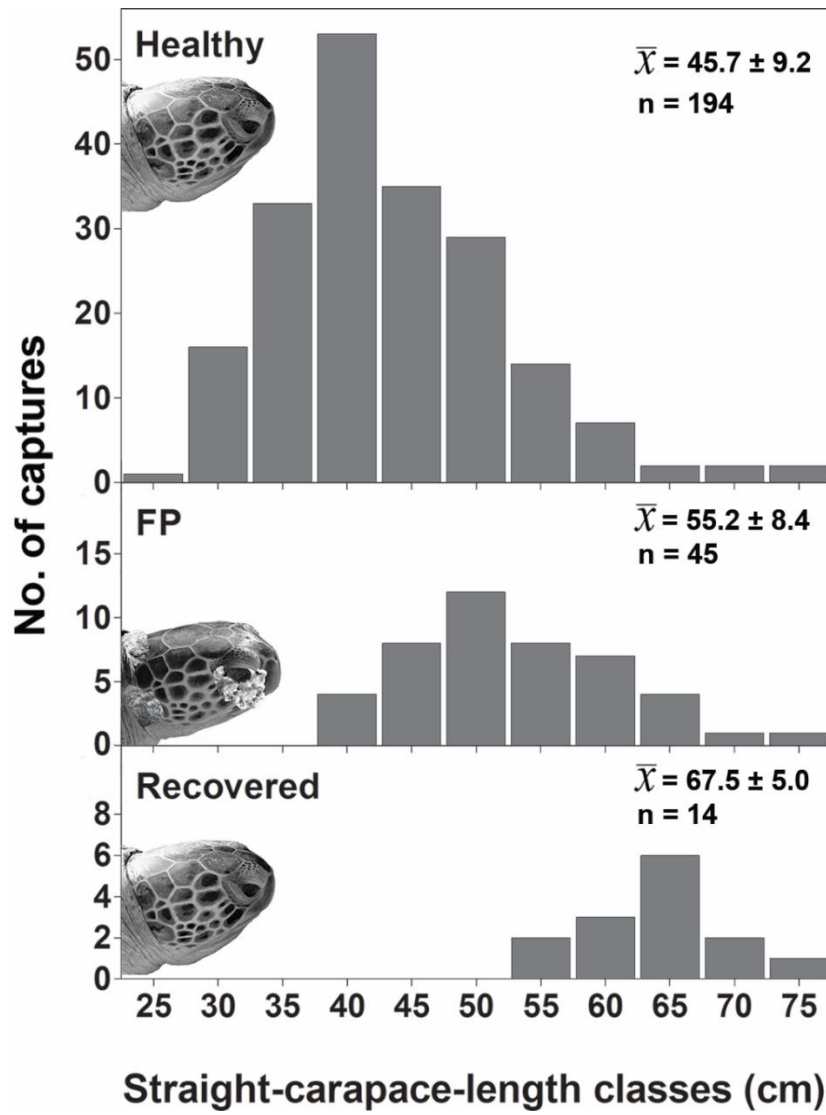 Healthy
x̄ = 45.7 ± 9.2
n = 194
50
40
30
20
10
0
FP
x̄ = 55.2 ± 8.4
n = 45
15
10
5
0
Recovered
x̄ = 67.5 ± 5.0
n = 14
8
6
4
2
0
No. of captures
25 30 35 40 45 50 55 60 65 70 75
Straight-carapace-length classes (cm)